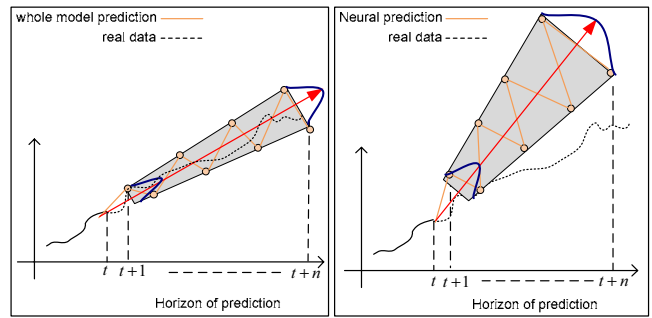 whole model prediction
real data
t t+1 t+n
Horizon of prediction
Neural prediction
real data
t t+1 t+n
Horizon of prediction